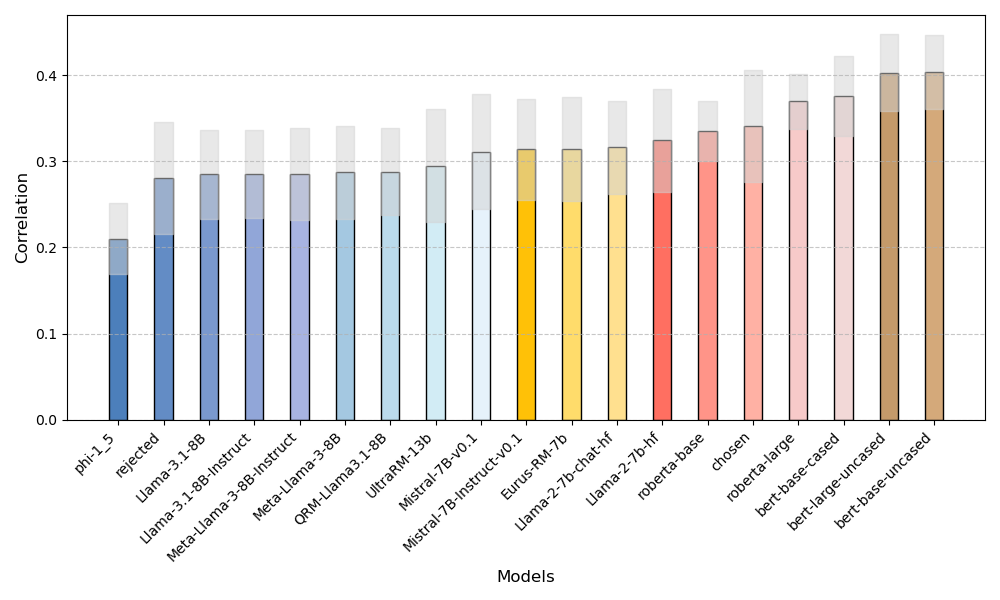 Correlation
0.4
0.3
0.2
0.1
0.0
phi-1_5
rejected
Llama-3.1-8B
Llama-3.1-8B-Instruct
Meta-Llama-3-8B-Instruct
Meta-Llama-3-8B
QRM-Llama3.1-8B
UltraRM-13b
Mistral-7B-v0.1
Mistral-7B-Instruct-v0.1
Eurus-RM-7b
Llama-2-7b-chat-hf
Llama-2-7b-hf
roberta-base
chosen
roberta-large
bert-base-cased
bert-large-uncased
bert-base-uncased
Models